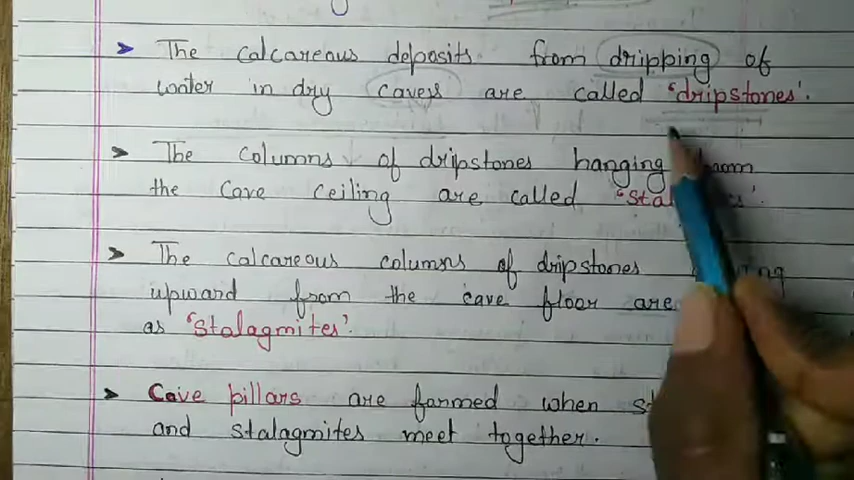 The calcareous deposits from dripping of
water in dry caves are called 'dripstones'.
The columns of dripstones hanging from
the cave ceiling are called
The calcareous columns of dripstones
upward from the cave floor are
as 'stalagmites'.
Cave pillars are formed when
and stalagmites meet together.